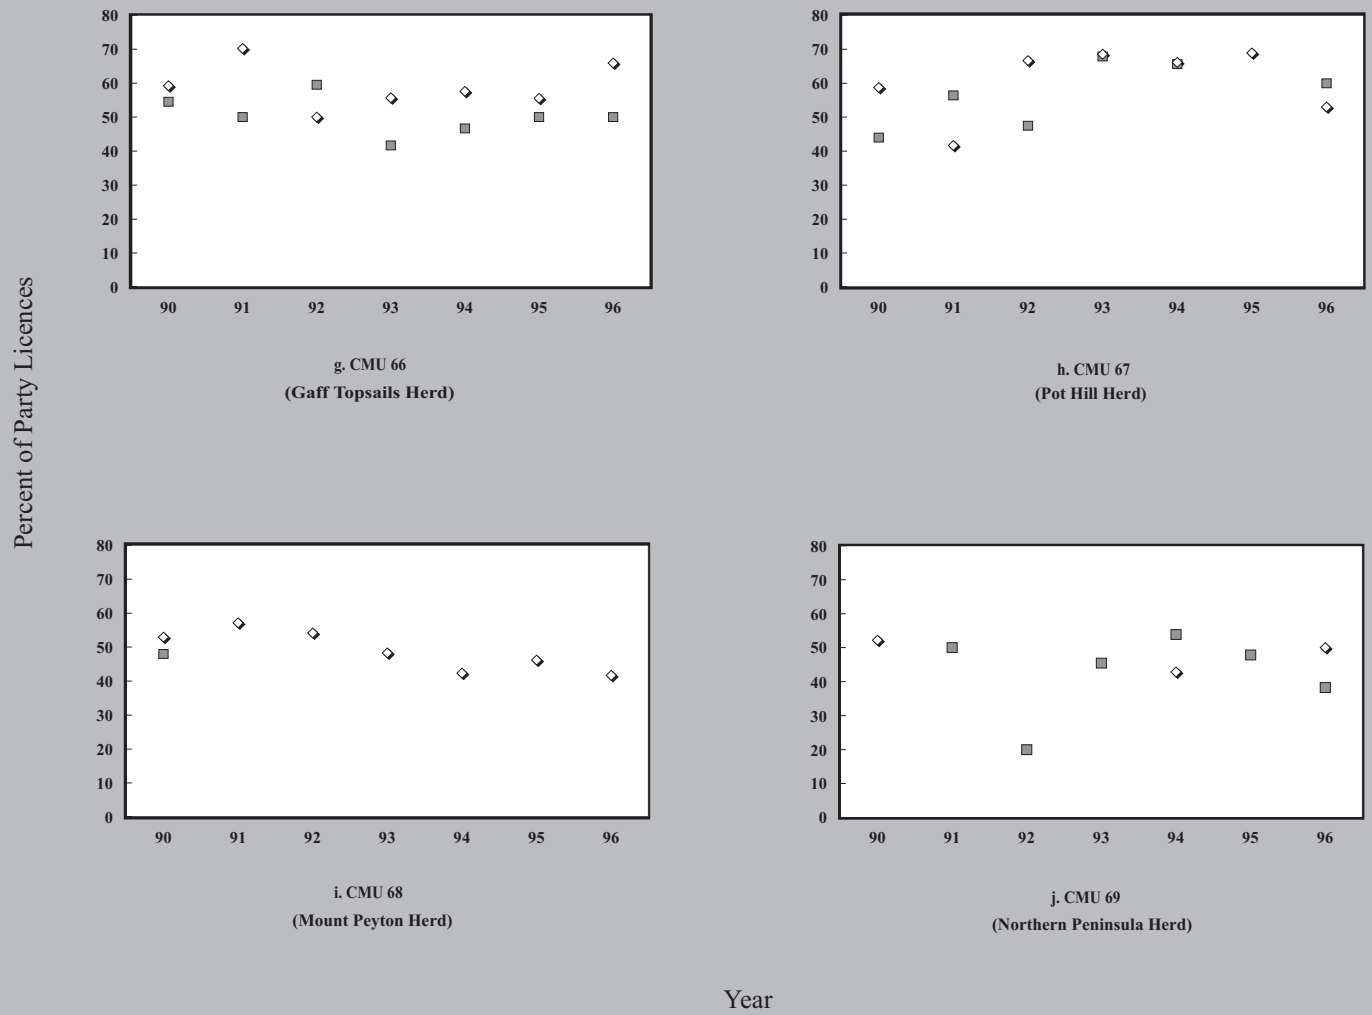 Percent of Party Licences
80
70
60
50
40
30
20
10
0
90 91 92 93 94 95 96
g. CMU 66
(Gaff Topsails Herd)
80
70
60
50
40
30
20
10
0
90 91 92 93 94 95 96
h. CMU 67
(Pot Hill Herd)
80
70
60
50
40
30
20
10
0
90 91 92 93 94 95 96
i. CMU 68
(Mount Peyton Herd)
80
70
60
50
40
30
20
10
0
90 91 92 93 94 95 96
j. CMU 69
(Northern Peninsula Herd)
Year